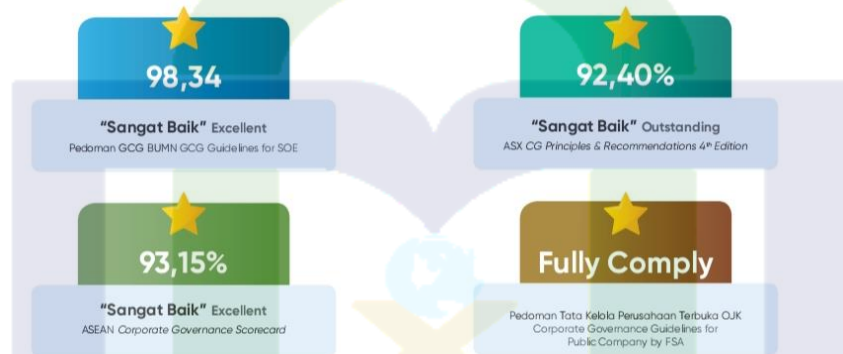 98,34
"Sangat Baik" Excellent
Pedoman GCG BUMN GCG Guidelines for SOE
92,40%
"Sangat Baik" Outstanding
ASX CG Principles & Recommendations 4th Edition
93,15%
"Sangat Baik" Excellent
ASEAN Corporate Governance Scorecard
Fully Comply
Pedoman Tata Kelola Perusahaan Terbuka OJK
Corporate Governance Guidelines for
Public Company by FSA